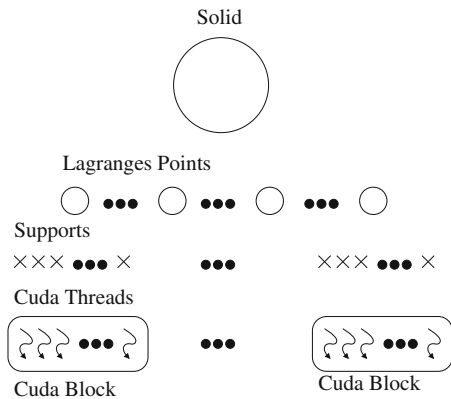 Solid
Lagranges Points
Supports
Cuda Threads
Cuda Block
Cuda Block